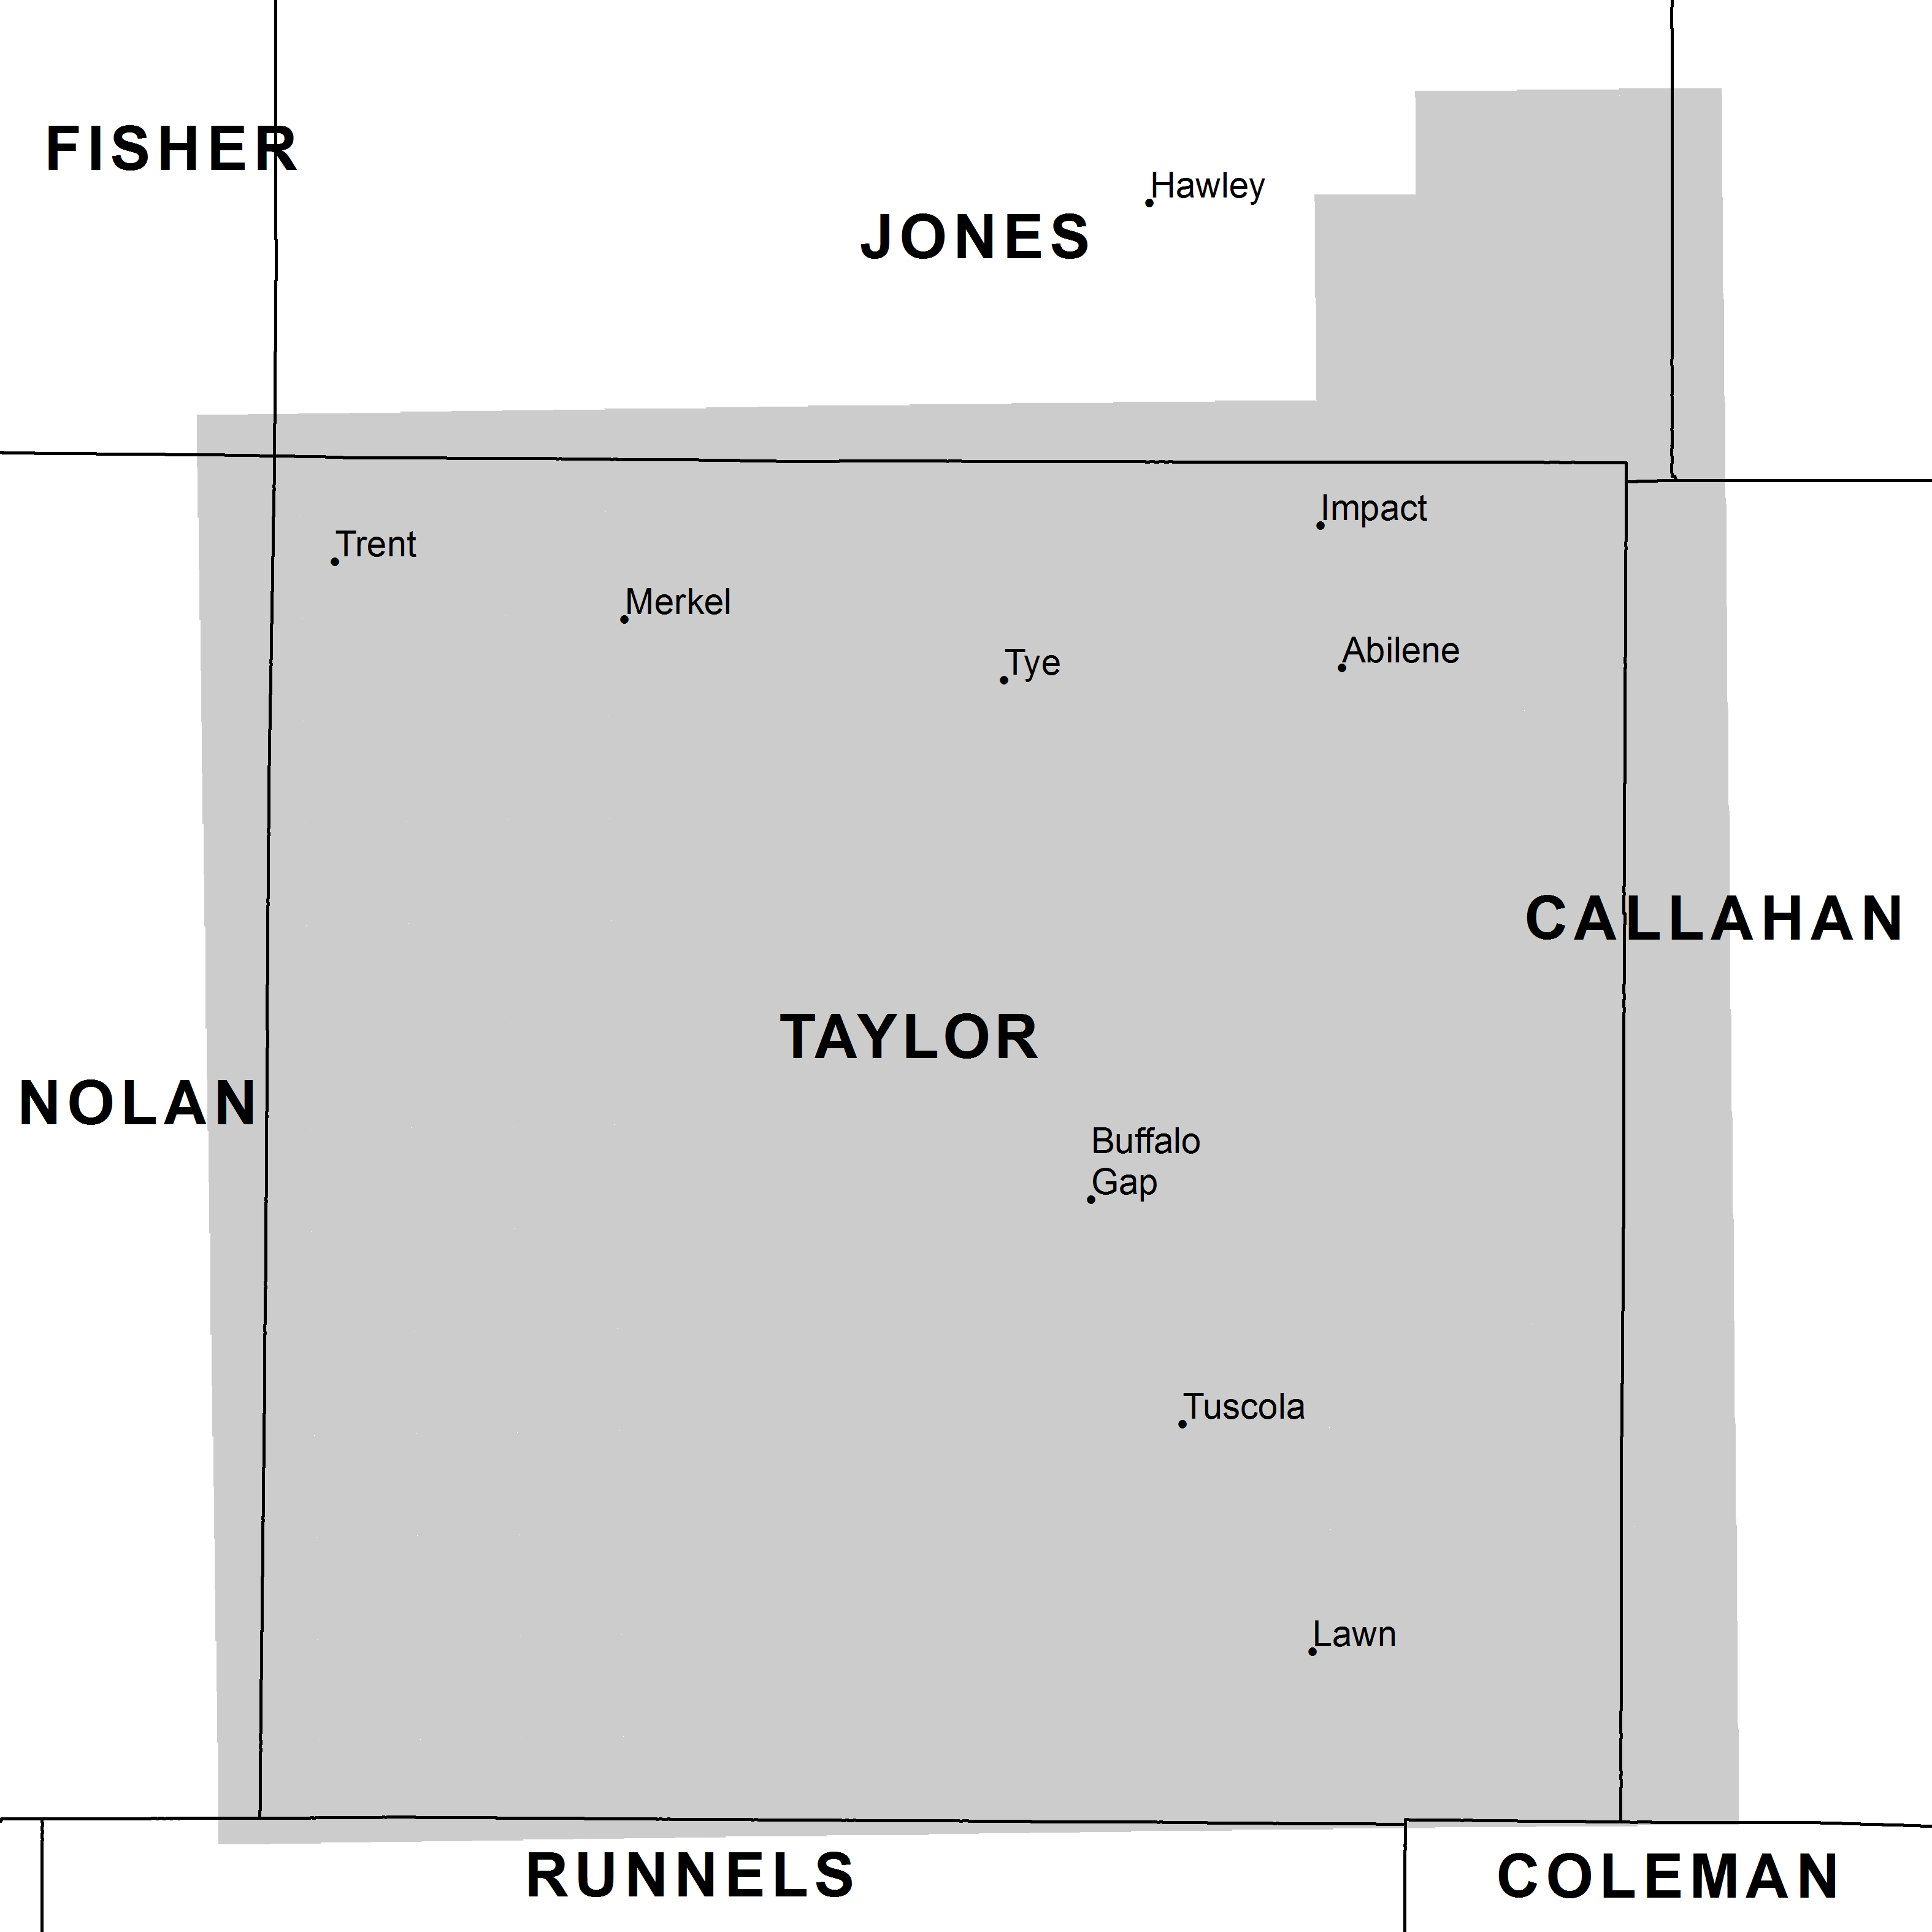 FISHER
Hawley
JONES
Impact
Trent
Merkel
Abilene
Tye
CALLAHAN
TAYLOR
NOLAN
Buffalo
Gap
Tuscola
Lawn
RUNNELS
COLEMAN